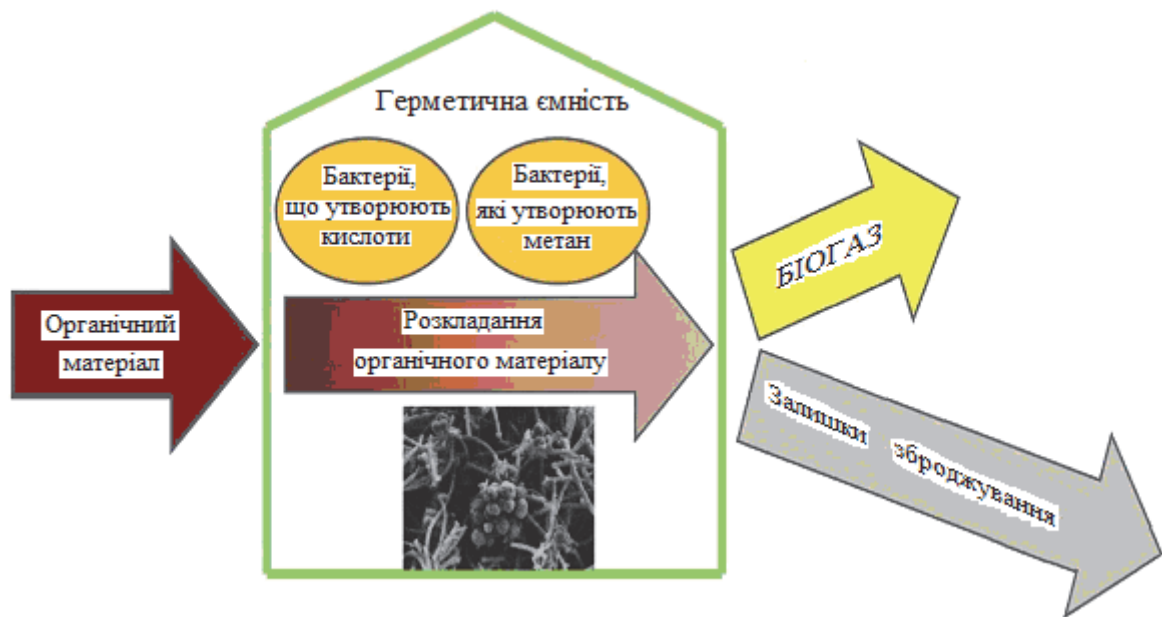 Герметична ємність
Бактерії,
що утворюють
кислоти
Бактерії,
які утворюють
метан
Органічний
матеріал
Розкладання
органічного матеріалу
БІОГАЗ
Залишки зброджування